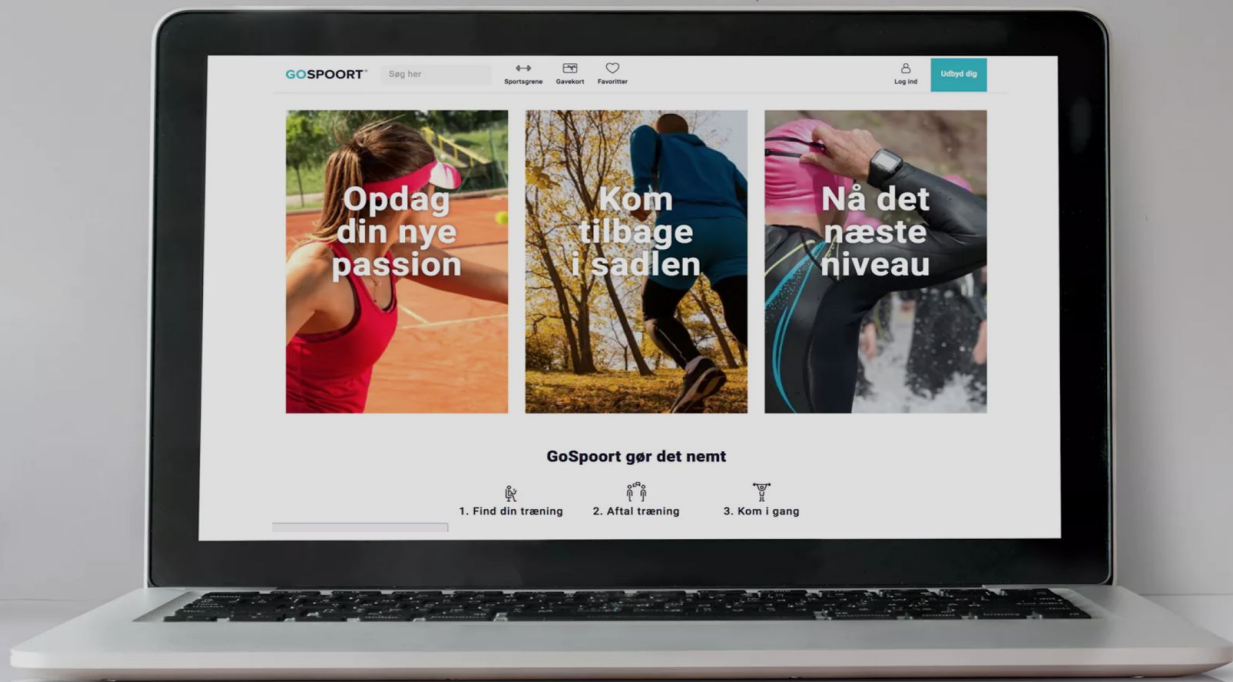 GOSPOORT
Søg her
Sportsgrene
Gavekort
Favoritter
Log ind
Udbyd dig
Opdag
din nye
passion
Kom
tilbage
i sadlen
Nå det
næste
niveau
GoSpoort gør det nemt
1. Find din træning
2. Aftal træning
3. Kom i gang